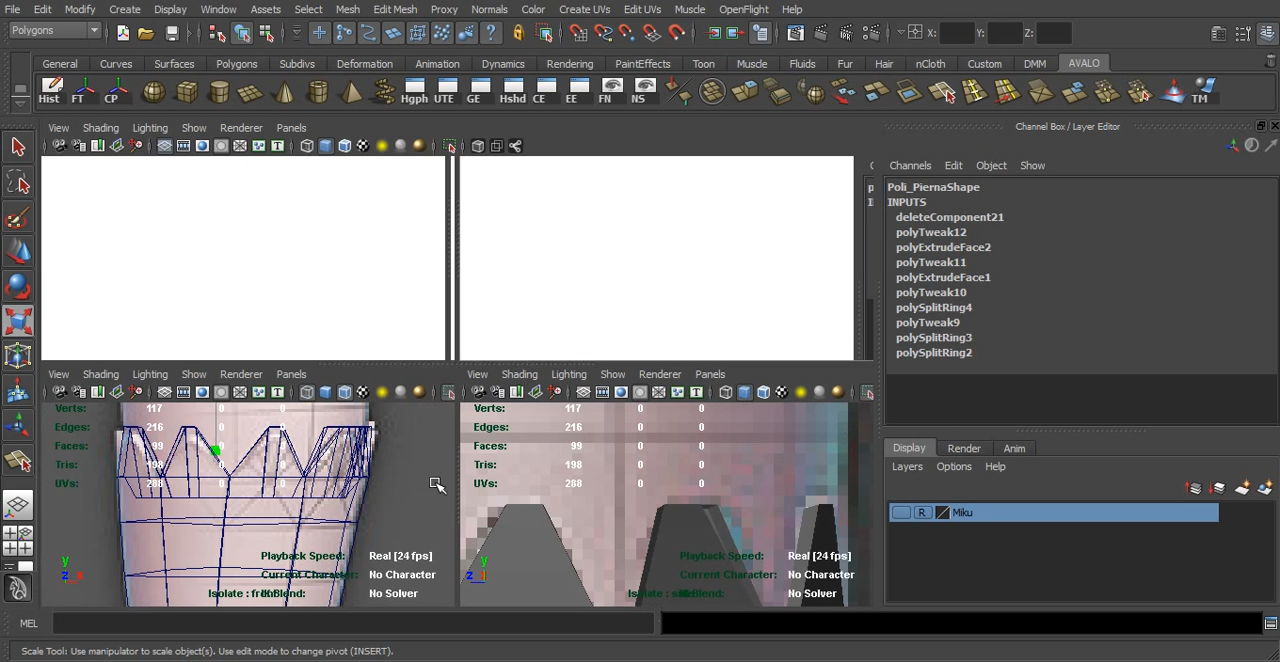 File Edit Modify Create Display Window Assets Select Mesh Edit Mesh Proxy Normals Color Create UVs Edit UVs Muscle OpenFlight Help
Polygons X: Y: Z:
General Curves Surfaces Polygons Subdivs Deformation Animation Dynamics Rendering PaintEffects Toon Muscle Fluids Fur Hair nCloth Custom DMM AVALO
Hist FT CP Hgph UTE GE Hshd CE EE FN NS TM
View Shading Lighting Show Renderer Panels
View Shading Lighting Show Renderer Panels
Channel Box / Layer Editor
Channels Edit Object Show
Poli_PiernaShape
INPUTS
deleteComponent21
polyTweak12
polyExtrudeFace2
polyTweak11
polyExtrudeFace1
polyTweak10
polySplitRing4
polyTweak9
polySplitRing3
polySplitRing2
View Shading Lighting Show Renderer Panels
Verts: 117 0 0
Edges: 216 0 0
Faces: 99 0 0
Tris: 198 0 0
UVs: 288 0 0
Playback Speed: Real [24 fps]
Current Character: No Character
No Solver
y
z x
View Shading Lighting Show Renderer Panels
Verts: 117 0 0
Edges: 216 0 0
Faces: 99 0 0
Tris: 198 0 0
UVs: 288 0 0
Playback Speed: Real [24 fps]
Current Character: No Character
No Solver
y
z
Display Render Anim
Layers Options Help
R Miku
MEL
Scale Tool: Use manipulator to scale object(s). Use edit mode to change pivot (INSERT).